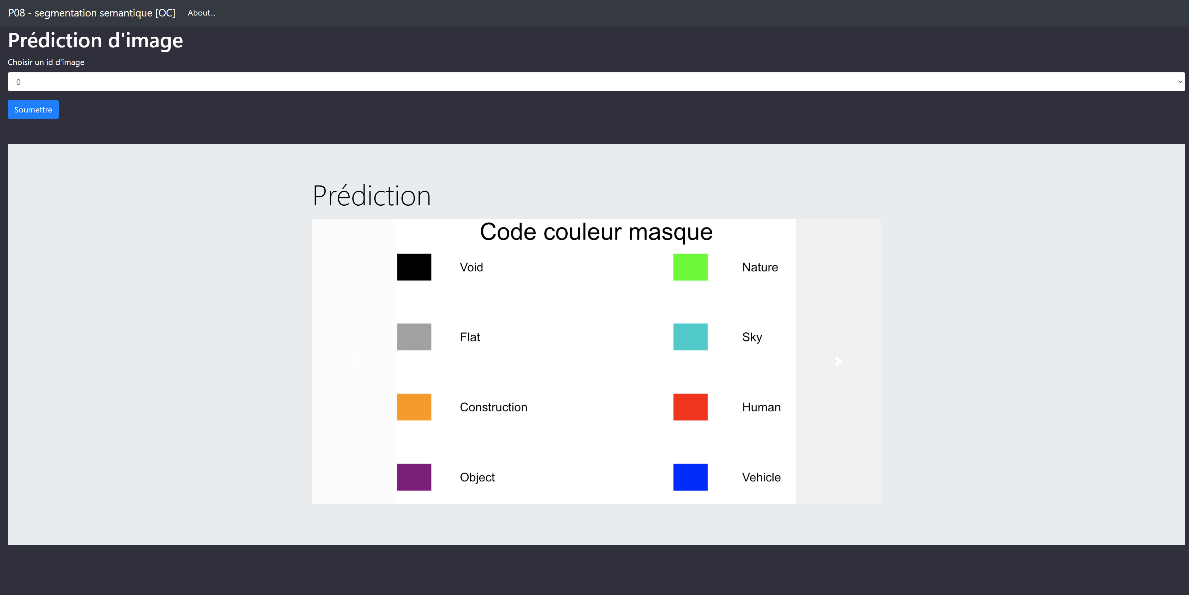 P08 - segmentation semantique [OC] About...
Prédiction d'image
Choisir un id d'image
0
Soumettre
Prédiction
Code couleur masque
Void Nature
Flat Sky
Construction Human
Object Vehicle